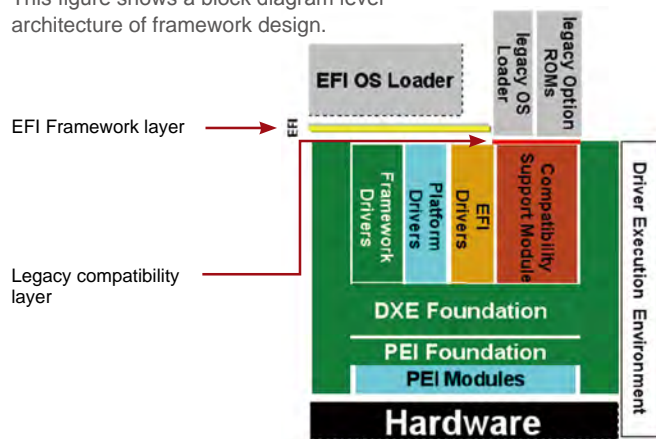 This figure shows a block diagram level
architecture of framework design.
EFI OS Loader
legacy OS
Loader
legacy Option
ROMs
EFI Framework layer
EFI
Framework
Drivers
Platform
Drivers
EFI
Drivers
Compatibility
Support Module
Driver Execution Environment
Legacy compatibility
layer
DXE Foundation
PEI Foundation
PEI Modules
Hardware